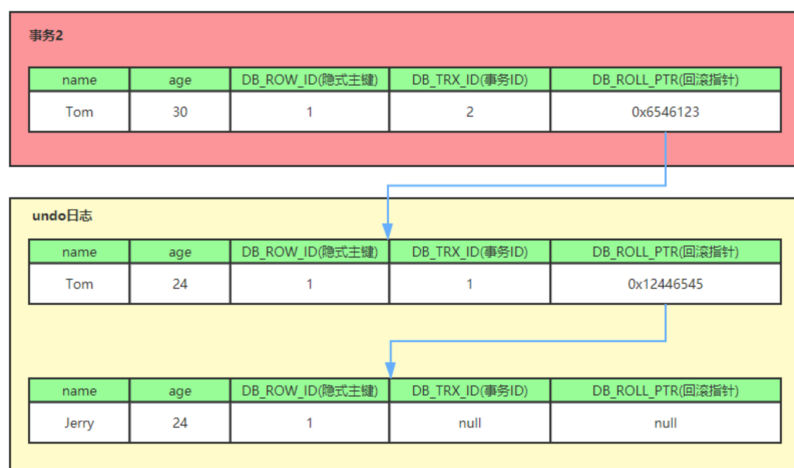 事务2
name age DB_ROW_ID(隐式主键) DB_TRX_ID(事务ID) DB_ROLL_PTR(回滚指针)
Tom 30 1 2 0x6546123
undo日志
name age DB_ROW_ID(隐式主键) DB_TRX_ID(事务ID) DB_ROLL_PTR(回滚指针)
Tom 24 1 1 0x12446545
name age DB_ROW_ID(隐式主键) DB_TRX_ID(事务ID) DB_ROLL_PTR(回滚指针)
Jerry 24 1 null null